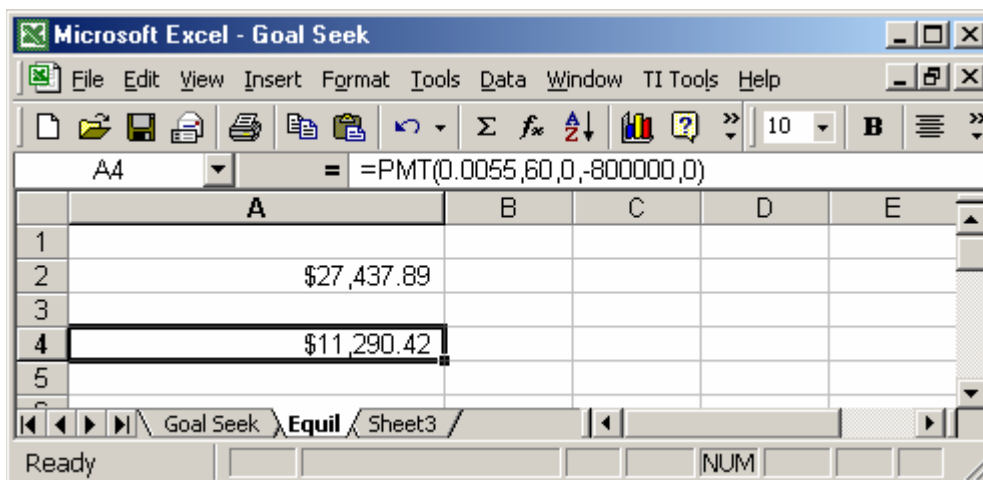 Microsoft Excel - Goal Seek
File Edit View Insert Format Tools Data Window TI Tools Help
Σ fx A Z ? » 10 B »
A4 = =PMT(0.0055,60,0,-800000,0)
A B C D E
1
2 $27,437.89
3
4 $11,290.42
5
Goal Seek Equil Sheet3
Ready NUM